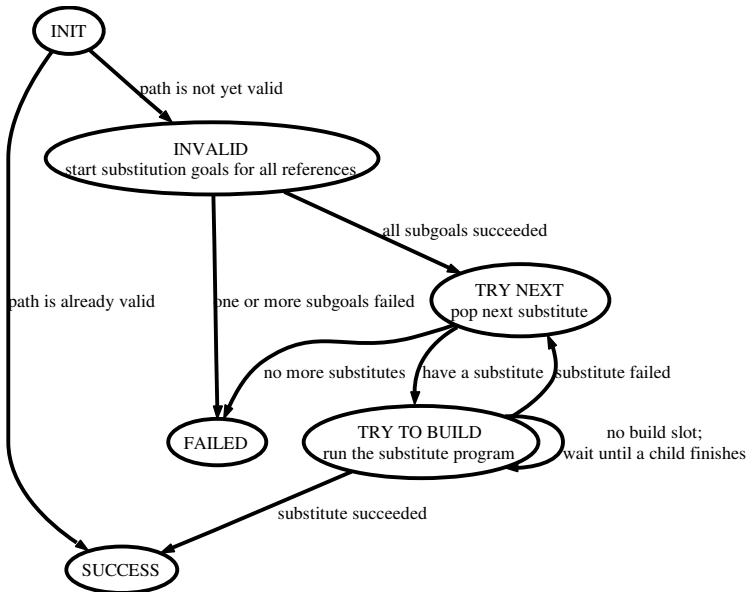 INIT
path is not yet valid
INVALID
start substitution goals for all references
all subgoals succeeded
path is already valid
one or more subgoals failed
TRY NEXT
pop next substitute
no more substitutes
have a substitute
substitute failed
FAILED
TRY TO BUILD
run the substitute program
no build slot;
wait until a child finishes
substitute succeeded
SUCCESS